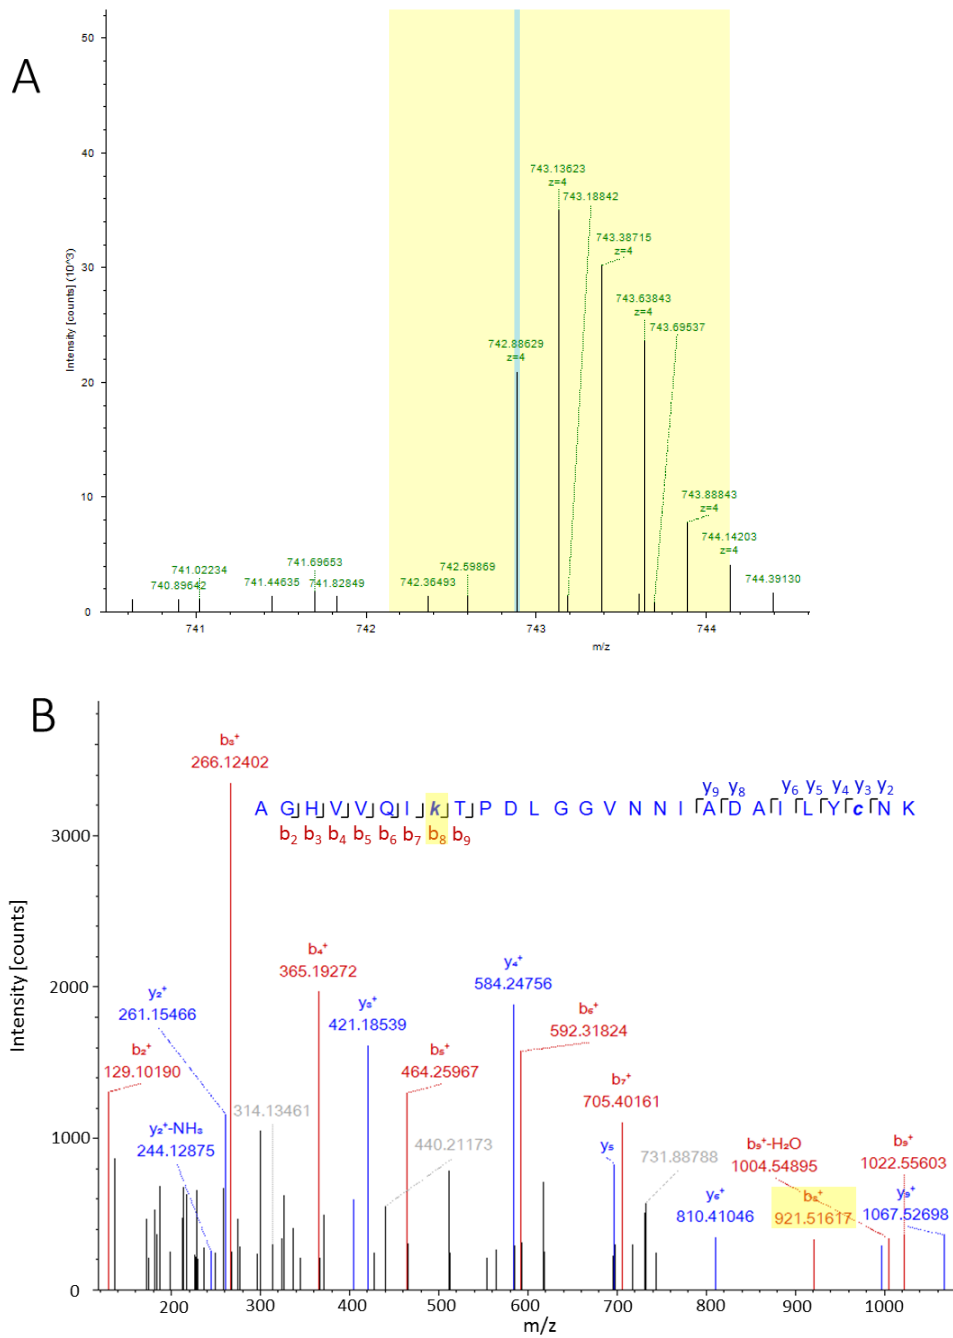 A
Intensity [counts] (10^3)
50
40
30
20
10
0
743.13623
z=4
743.18842
743.38715
z=4
743.63843
z=4
743.69537
742.88629
z=4
743.88843
z=4
744.14203
z=4
744.39130
741.69653
741.02234
740.89642
741.44635
741.82849
742.59869
742.36493
741
742
743
744
m/z
B
Intensity [counts]
3000
2000
1000
0
b₃⁺
266.12402
y₉ y₈ y₆ y₅ y₄ y₃ y₂
A G H V V Q I k T P D L G G V N N I A D A I L Y c N K
b₂ b₃ b₄ b₅ b₆ b₇ b₈ b₉
b₄⁺
365.19272
y₄⁺
584.24756
y₂⁺
261.15466
y₃⁺
421.18539
b₆⁺
592.31824
b₂⁺
129.10190
b₅⁺
464.25967
b₇⁺
705.40161
314.13461
y₂⁺-NH₃
244.12875
440.21173
y₅
731.88788
b₉⁺-H₂O
1004.54895
b₉⁺
1022.55603
y₆⁺
810.41046
b₈⁺
921.51617
y₉⁺
1067.52698
200
300
400
500
600
700
800
900
1000
m/z